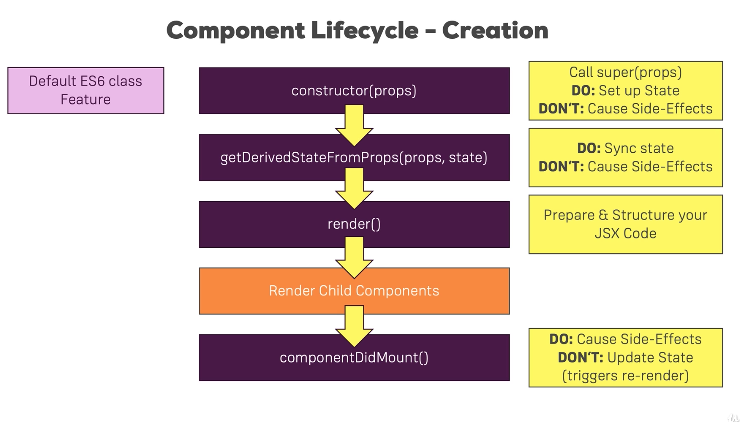 Component Lifecycle - Creation
Default ES6 class
Feature
constructor(props)
Call super(props)
DO: Set up State
DON'T: Cause Side-Effects
getDerivedStateFromProps(props, state)
DO: Sync state
DON'T: Cause Side-Effects
render()
Prepare & Structure your
JSX Code
Render Child Components
componentDidMount()
DO: Cause Side-Effects
DON'T: Update State
(triggers re-render)